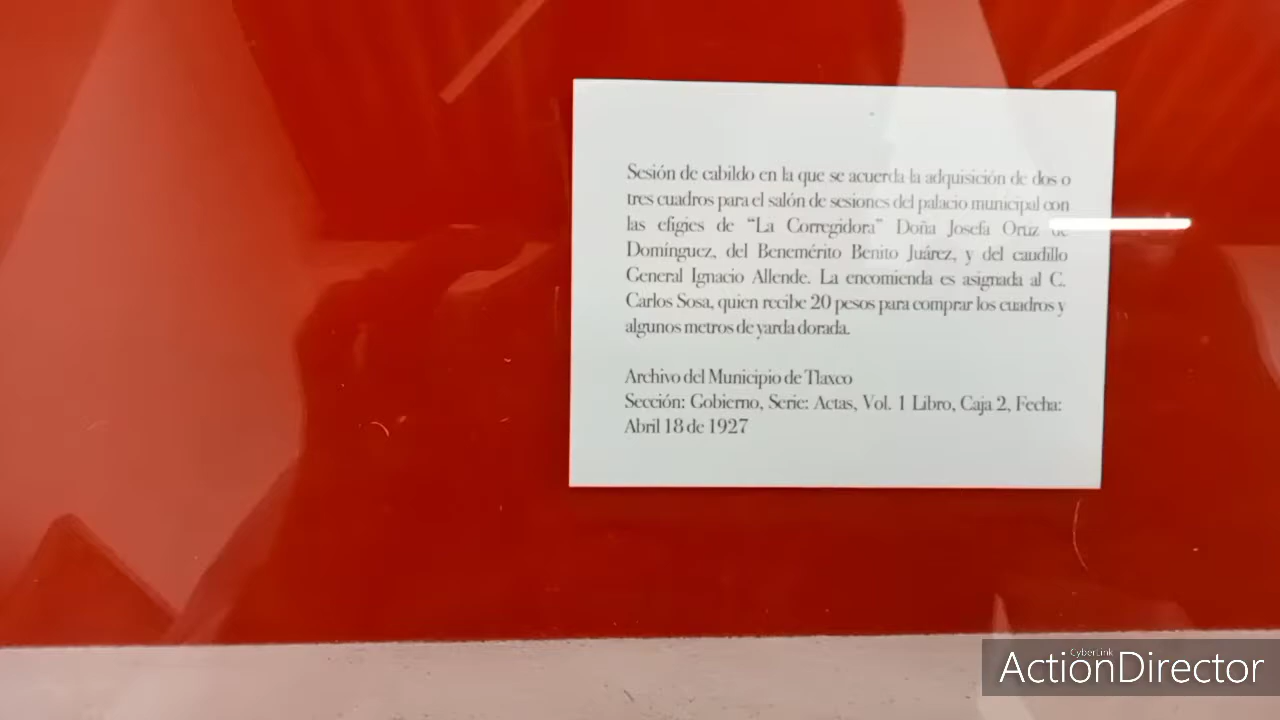 Sesión de cabildo en la que se acuerda la adquisición de dos o
tres cuadros para el salón de sesiones del palacio municipal con
las efigies de “La Corregidora” Doña Josefa Ortiz de
Domínguez, del Benemérito Benito Juárez, y del caudillo
General Ignacio Allende. La encomienda es asignada al C.
Carlos Sosa, quien recibe 20 pesos para comprar los cuadros y
algunos metros de yarda dorada.
Archivo del Municipio de Tlaxco
Sección: Gobierno, Serie: Actas, Vol. 1 Libro, Caja 2, Fecha:
Abril 18 de 1927
CyberLink
ActionDirector